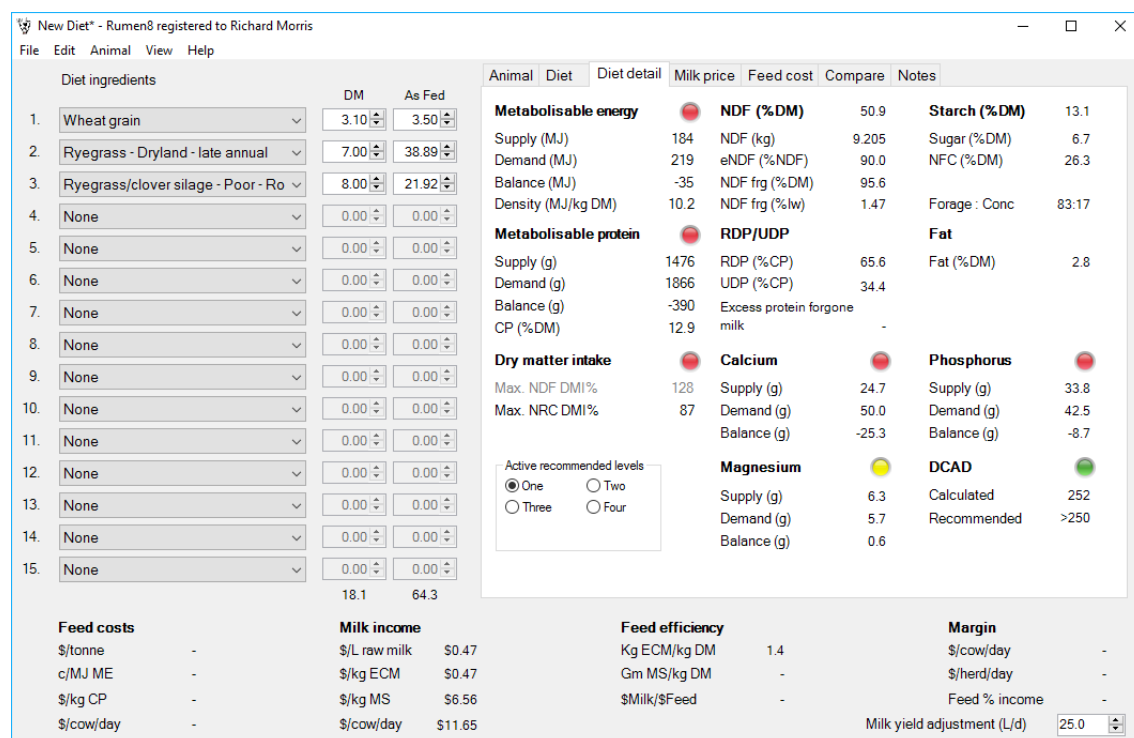 New Diet* - Rumen8 registered to Richard Morris
File Edit Animal View Help
Diet ingredients
DM As Fed
1. Wheat grain 3.10 3.50
2. Ryegrass - Dryland - late annual 7.00 38.89
3. Ryegrass/clover silage - Poor - Ro 8.00 21.92
4. None 0.00 0.00
5. None 0.00 0.00
6. None 0.00 0.00
7. None 0.00 0.00
8. None 0.00 0.00
9. None 0.00 0.00
10. None 0.00 0.00
11. None 0.00 0.00
12. None 0.00 0.00
13. None 0.00 0.00
14. None 0.00 0.00
15. None 0.00 0.00
18.1 64.3
Animal Diet Diet detail Milk price Feed cost Compare Notes
Metabolisable energy
Supply (MJ) 184
Demand (MJ) 219
Balance (MJ) -35
Density (MJ/kg DM) 10.2
Metabolisable protein
Supply (g) 1476
Demand (g) 1866
Balance (g) -390
CP (%DM) 12.9
Dry matter intake
Max. NDF DMI% 128
Max. NRC DMI% 87
Active recommended levels
One Two
Three Four
NDF (%DM) 50.9
NDF (kg) 9.205
eNDF (%NDF) 90.0
NDF frg (%DM) 95.6
NDF frg (%lw) 1.47
RDP/UDP
RDP (%CP) 65.6
UDP (%CP) 34.4
Excess protein forgone
milk -
Calcium
Supply (g) 24.7
Demand (g) 50.0
Balance (g) -25.3
Magnesium
Supply (g) 6.3
Demand (g) 5.7
Balance (g) 0.6
Starch (%DM) 13.1
Sugar (%DM) 6.7
NFC (%DM) 26.3
Forage : Conc 83:17
Fat
Fat (%DM) 2.8
Phosphorus
Supply (g) 33.8
Demand (g) 42.5
Balance (g) -8.7
DCAD
Calculated 252
Recommended >250
Feed costs
$/tonne -
c/MJ ME -
$/kg CP -
$/cow/day -
Milk income
$/L raw milk $0.47
$/kg ECM $0.47
$/kg MS $6.56
$/cow/day $11.65
Feed efficiency
Kg ECM/kg DM 1.4
Gm MS/kg DM -
$Milk/$Feed -
Margin
$/cow/day -
$/herd/day -
Feed % income -
Milk yield adjustment (L/d) 25.0